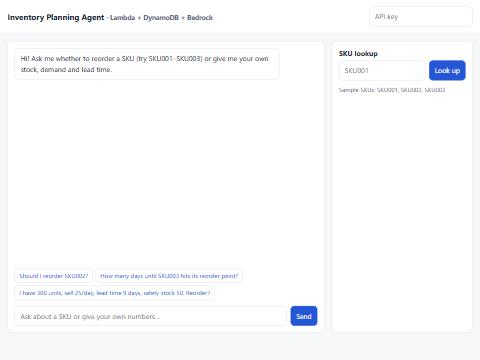 Inventory Planning Agent · Lambda + DynamoDB + Bedrock
API key
Hi! Ask me whether to reorder a SKU (try SKU001–SKU003) or give me your own
stock, demand and lead time.
Should I reorder SKU002?
How many days until SKU003 hits its reorder point?
I have 300 units, sell 25/day, lead time 9 days, safety stock 50. Reorder?
Ask about a SKU or give your own numbers...
Send
SKU lookup
SKU001
Look up
Sample SKUs: SKU001, SKU002, SKU003